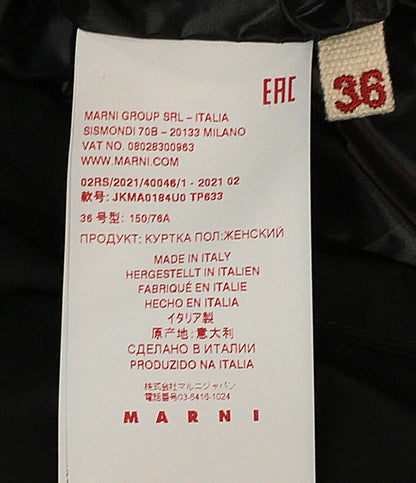 EAC
36
MARNI GROUP SRL – ITALIA
SISMONDI 70B – 20133 MILANO
VAT NO. 08028300963
WWW.MARNI.COM
02RS/2021/40046/1 - 2021 02
款号: JKMA0184U0 TP633
36 号型: 150/76A
ПРОДУКТ: КУРТКА ПОЛ:ЖЕНСКИЙ
MADE IN ITALY
HERGESTELLT IN ITALIEN
FABRIQUÉ EN ITALIE
HECHO EN ITALIA
イタリア製
原产地:意大利
СДЕЛАНО В ИТАЛИИ
PRODUZIDO NA ITALIA
株式会社マルニジャパン
電話番号03-6416-1024
MARNI